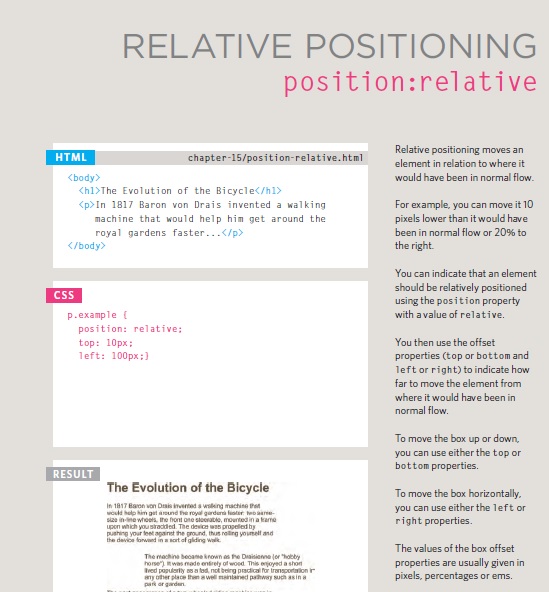 RELATIVE POSITIONING
position:relative
HTML
chapter-15/position-relative.html
<body>
<h1>The Evolution of the Bicycle</h1>
<p>In 1817 Baron von Drais invented a walking
machine that would help him get around the
royal gardens faster...</p>
</body>
CSS
p.example {
position: relative;
top: 10px;
left: 100px;}
RESULT
The Evolution of the Bicycle
In 1817 Baron von Drais invented a walking machine that
would help him get around the royal gardens faster: two same-
size in-line wheels, the front one steerable, mounted in a frame
upon which you straddled. The device was propelled by
pushing your feet against the ground, thus rolling yourself and
the device forward in a sort of gliding walk.
The machine became known as the Draisienne (or "hobby
horse"). It was made entirely of wood. This enjoyed a short
lived popularity as a fad, not being practical for transportation in
any other place than a well maintained pathway such as in a
park or garden.
Relative positioning moves an
element in relation to where it
would have been in normal flow.
For example, you can move it 10
pixels lower than it would have
been in normal flow or 20% to
the right.
You can indicate that an element
should be relatively positioned
using the position property
with a value of relative.
You then use the offset
properties (top or bottom and
left or right) to indicate how
far to move the element from
where it would have been in
normal flow.
To move the box up or down,
you can use either the top or
bottom properties.
To move the box horizontally,
you can use either the left or
right properties.
The values of the box offset
properties are usually given in
pixels, percentages or ems.